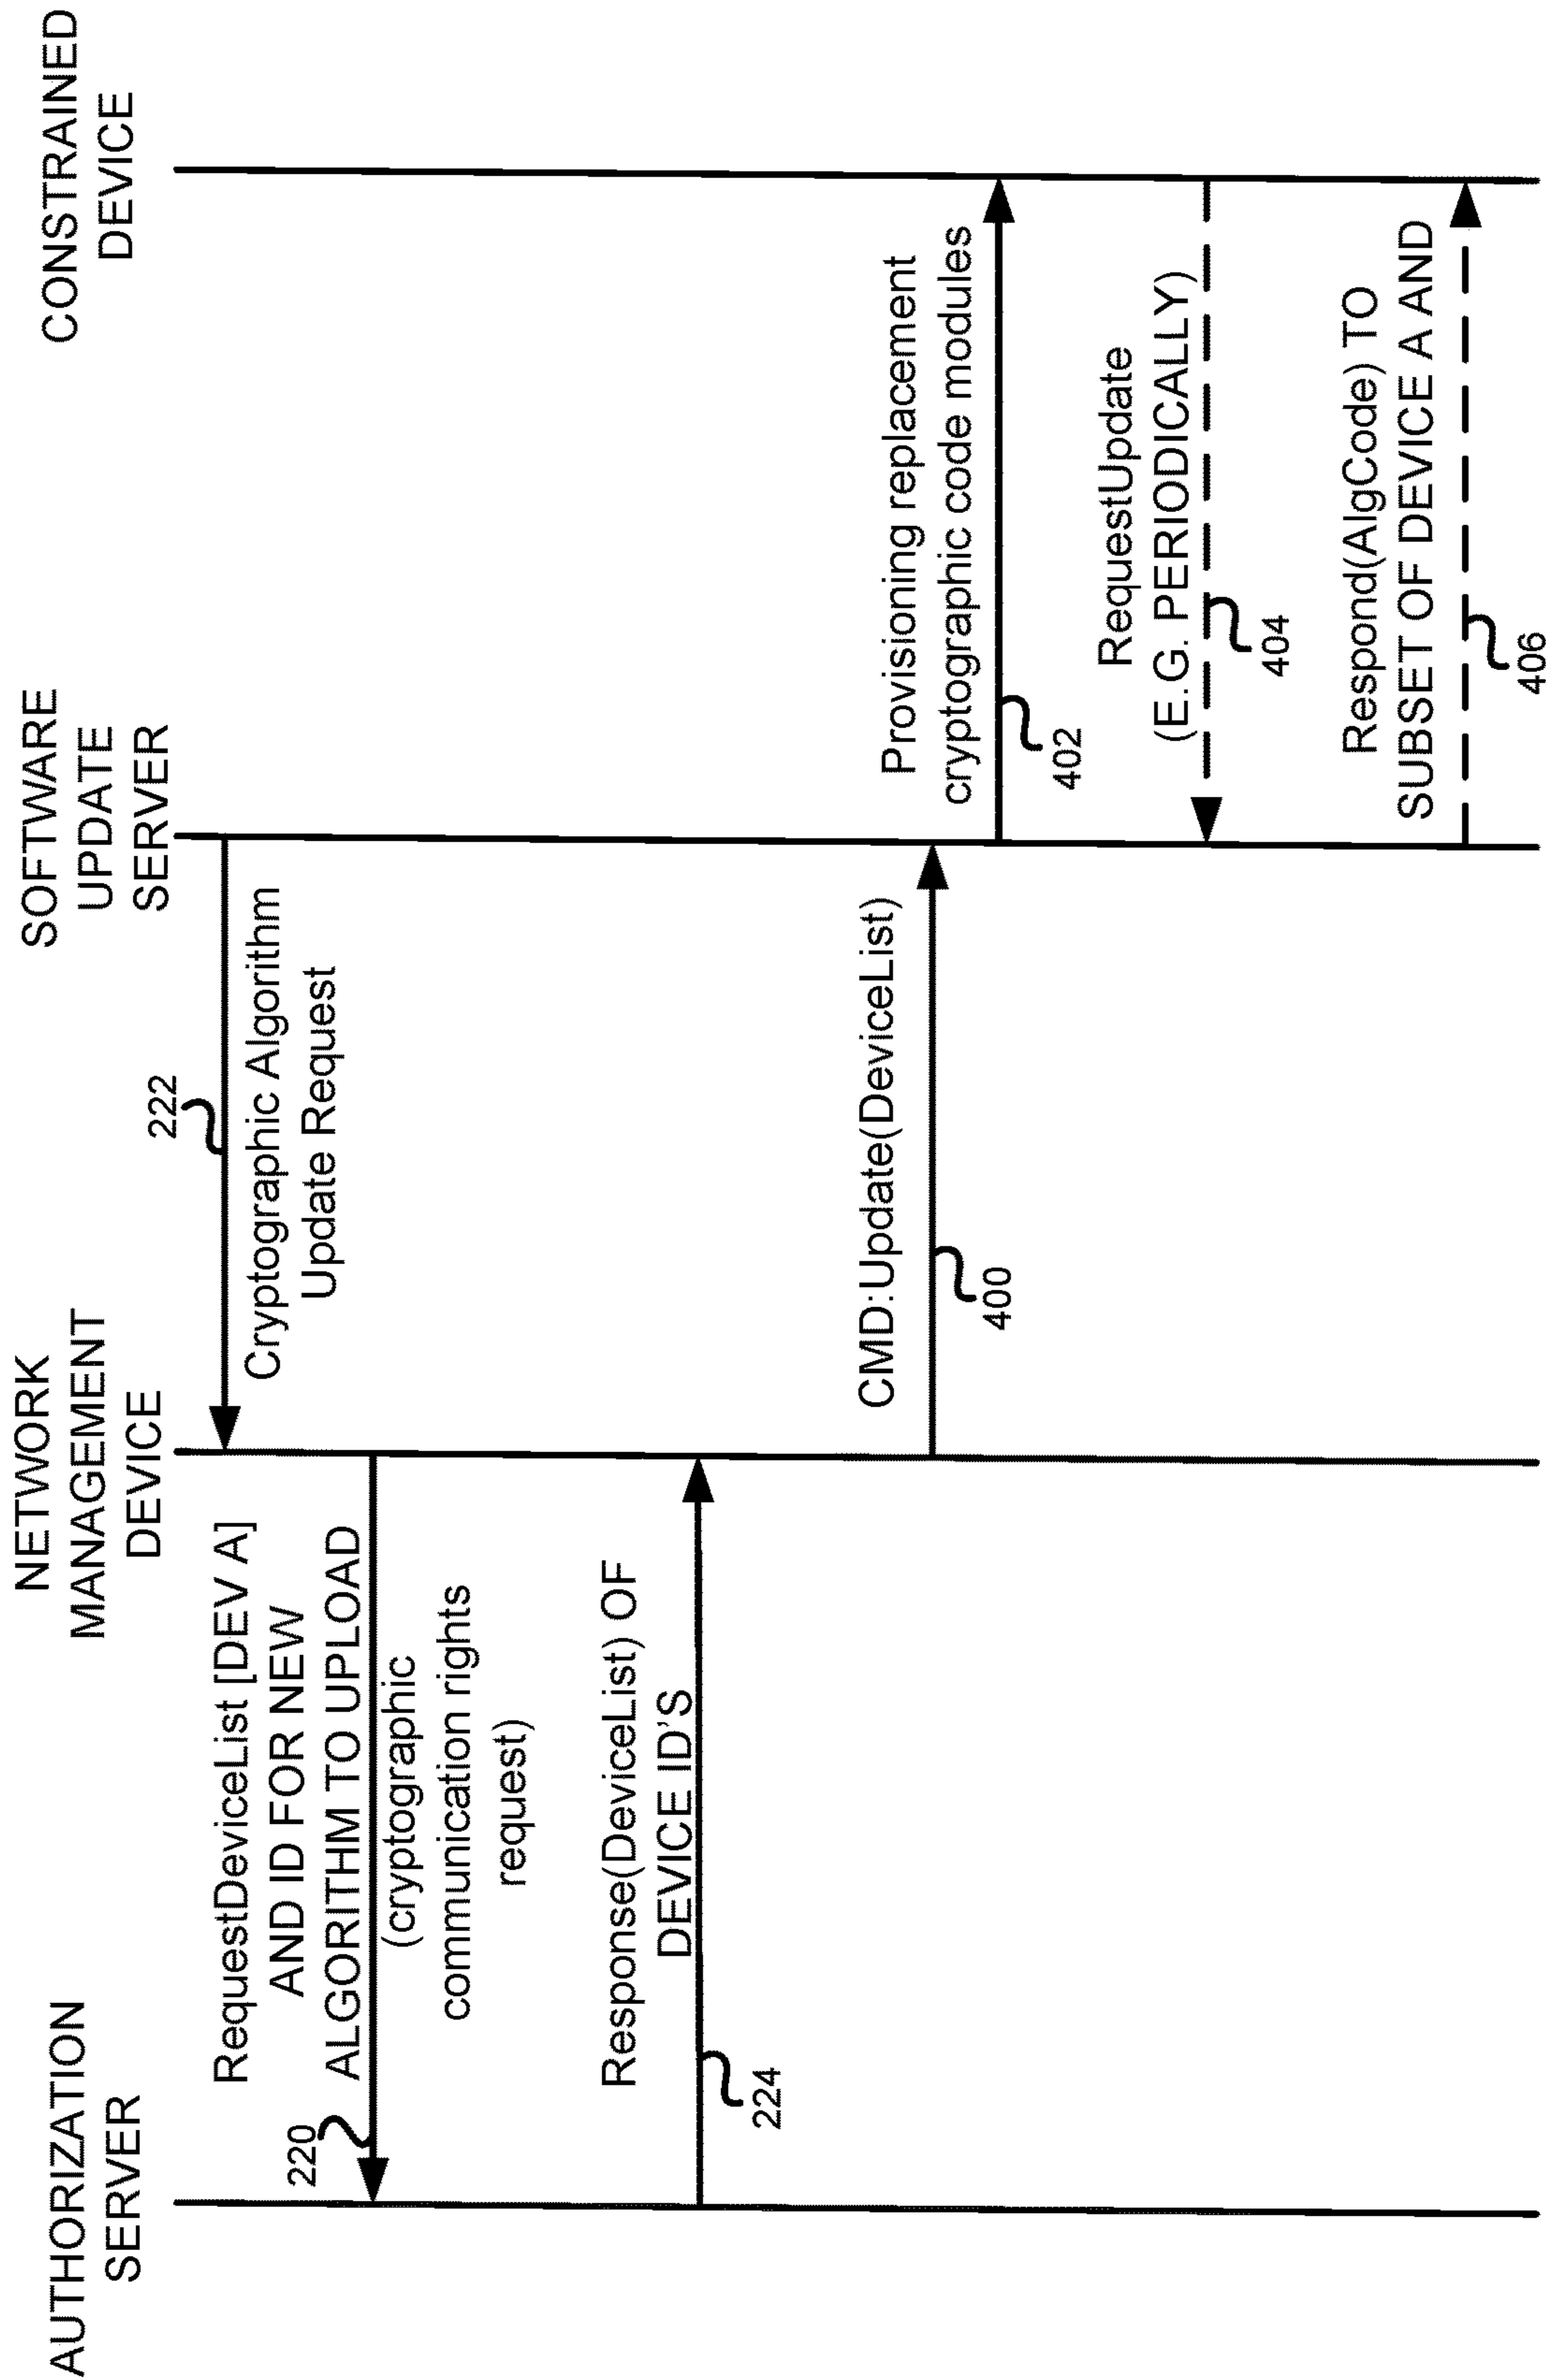 AUTHORIZATION
SERVER
NETWORK
MANAGEMENT
DEVICE
SOFTWARE
UPDATE
SERVER
CONSTRAINED
DEVICE
222
Cryptographic Algorithm
Update Request
RequestDeviceList [DEV A]
AND ID FOR NEW
ALGORITHM TO UPLOAD
(cryptographic
communication rights
request)
220
Response(DeviceList) OF
DEVICE ID'S
224
CMD:Update(DeviceList)
400
Provisioning replacement
cryptographic code modules
402
RequestUpdate
(E.G. PERIODICALLY)
404
Respond(AlgCode) TO
SUBSET OF DEVICE A AND
406